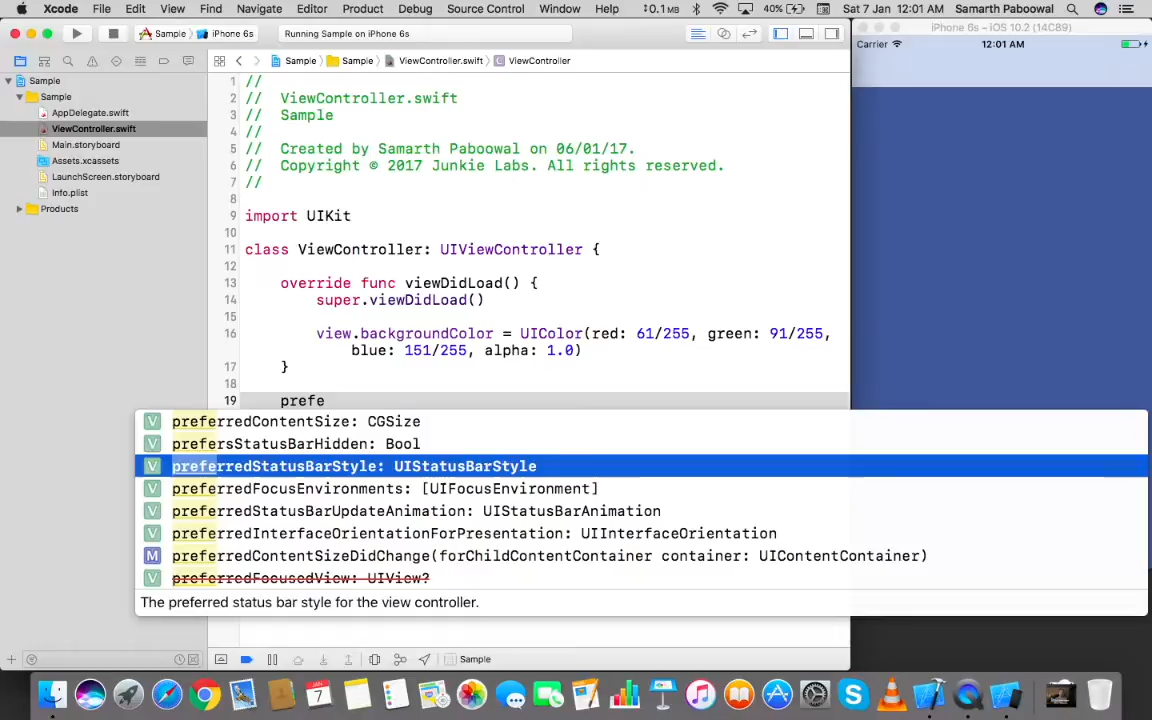 Xcode File Edit View Find Navigate Editor Product Debug Source Control Window Help 0.1 MB 40% Sat 7 Jan 12:01 AM Samarth Paboowal
Sample iPhone 6s Running Sample on iPhone 6s
iPhone 6s – iOS 10.2 (14C89)
Carrier 12:01 AM
Sample Sample ViewController.swift ViewController
Sample
Sample
AppDelegate.swift
ViewController.swift
Main.storyboard
Assets.xcassets
LaunchScreen.storyboard
Info.plist
Products
1 //
2 // ViewController.swift
3 // Sample
4 //
5 // Created by Samarth Paboowal on 06/01/17.
6 // Copyright © 2017 Junkie Labs. All rights reserved.
7 //
8
9 import UIKit
10
11 class ViewController: UIViewController {
12
13 override func viewDidLoad() {
14 super.viewDidLoad()
15
16 view.backgroundColor = UIColor(red: 61/255, green: 91/255,
blue: 151/255, alpha: 1.0)
17 }
18
19 prefe
V preferredContentSize: CGSize
V prefersStatusBarHidden: Bool
V preferredStatusBarStyle: UIStatusBarStyle
V preferredFocusEnvironments: [UIFocusEnvironment]
V preferredStatusBarUpdateAnimation: UIStatusBarAnimation
V preferredInterfaceOrientationForPresentation: UIInterfaceOrientation
M preferredContentSizeDidChange(forChildContentContainer container: UIContentContainer)
V preferredFocusedView: UIView?
The preferred status bar style for the view controller.
Sample
7